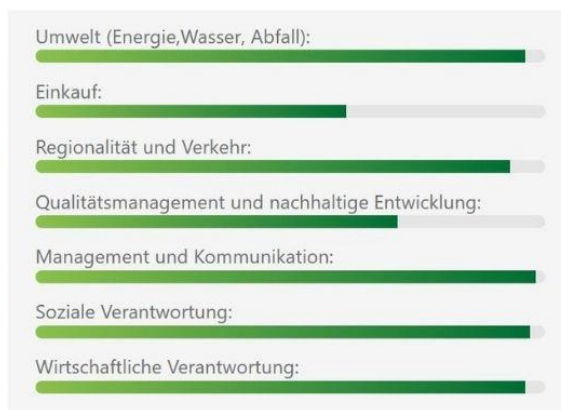 Umwelt (Energie,Wasser, Abfall):
Einkauf:
Regionalität und Verkehr:
Qualitätsmanagement und nachhaltige Entwicklung:
Management und Kommunikation:
Soziale Verantwortung:
Wirtschaftliche Verantwortung: